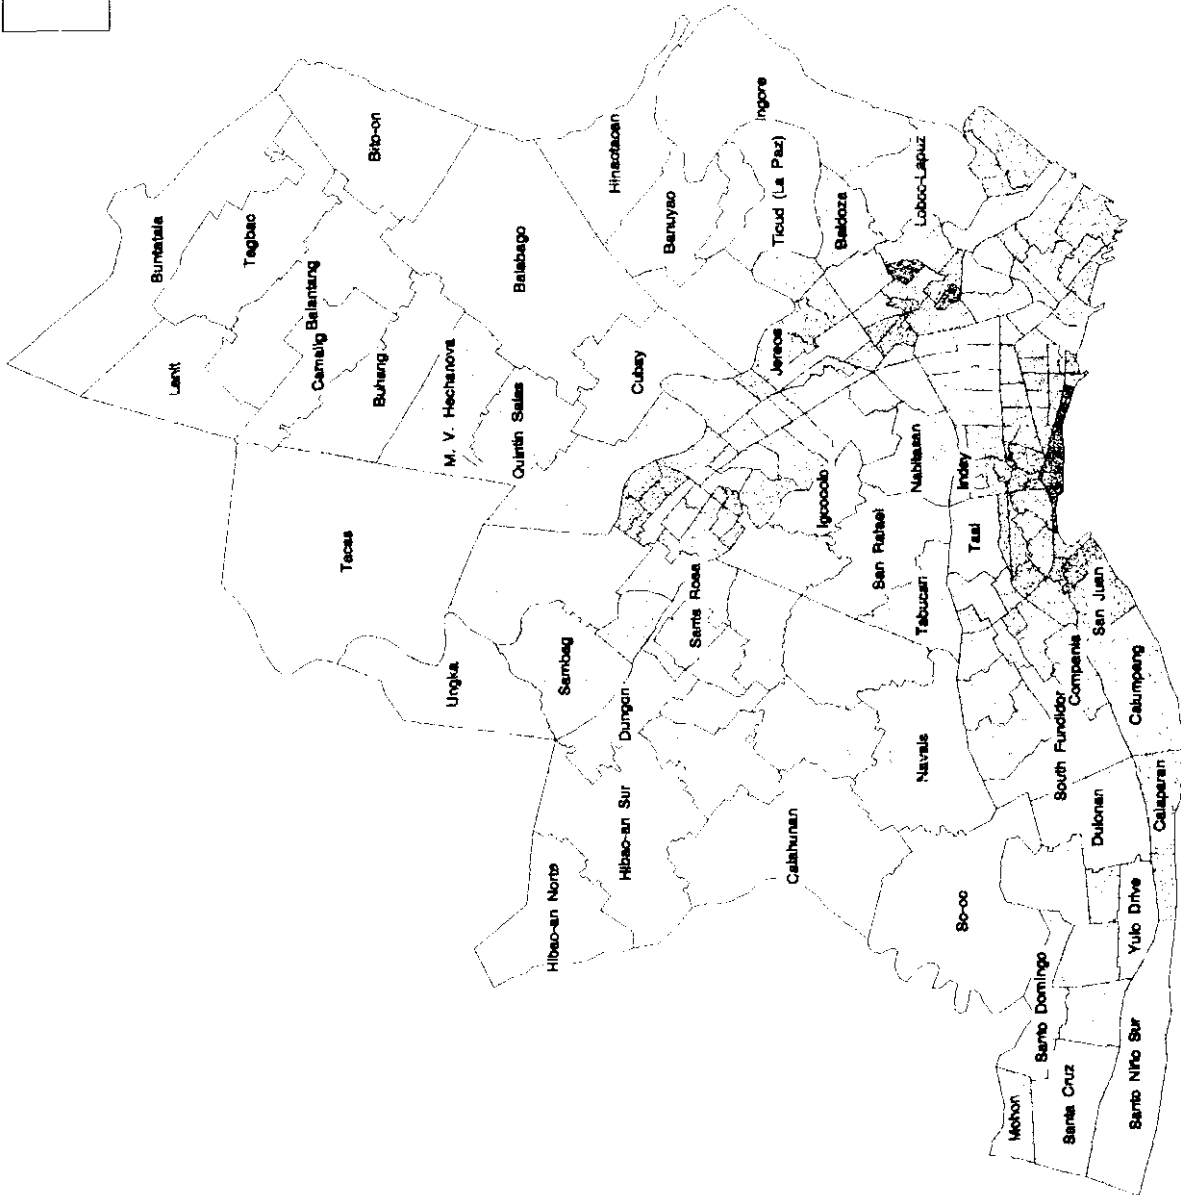 Buntatala
Lanit
Tagbac
Bito-on
Balantang
Camalig
Buhang
M. V. Hechanova
Balabago
Quintin Salas
Tacas
Hinactacan
Ingore
Cubay
Banuyao
Ticud (La Paz)
Baldoza
Loboc-Lapuz
Jereos
Ungka
Sambag
Santa Rosa
Dungon
Hibao-an Sur
Hibao-an Norte
Igcocolo
Nabitasan
San Rafael
Tabucan
Inday
Taal
Calahunan
Navais
San Juan
Compania
South Fundidor
Calumpang
So-oc
Dulonan
Calaparan
Yulo Drive
Santo Domingo
Mohon
Santa Cruz
Santo Niño Sur